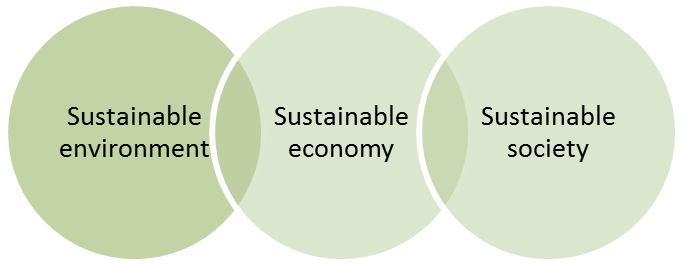 Sustainable
environment
Sustainable
economy
Sustainable
society